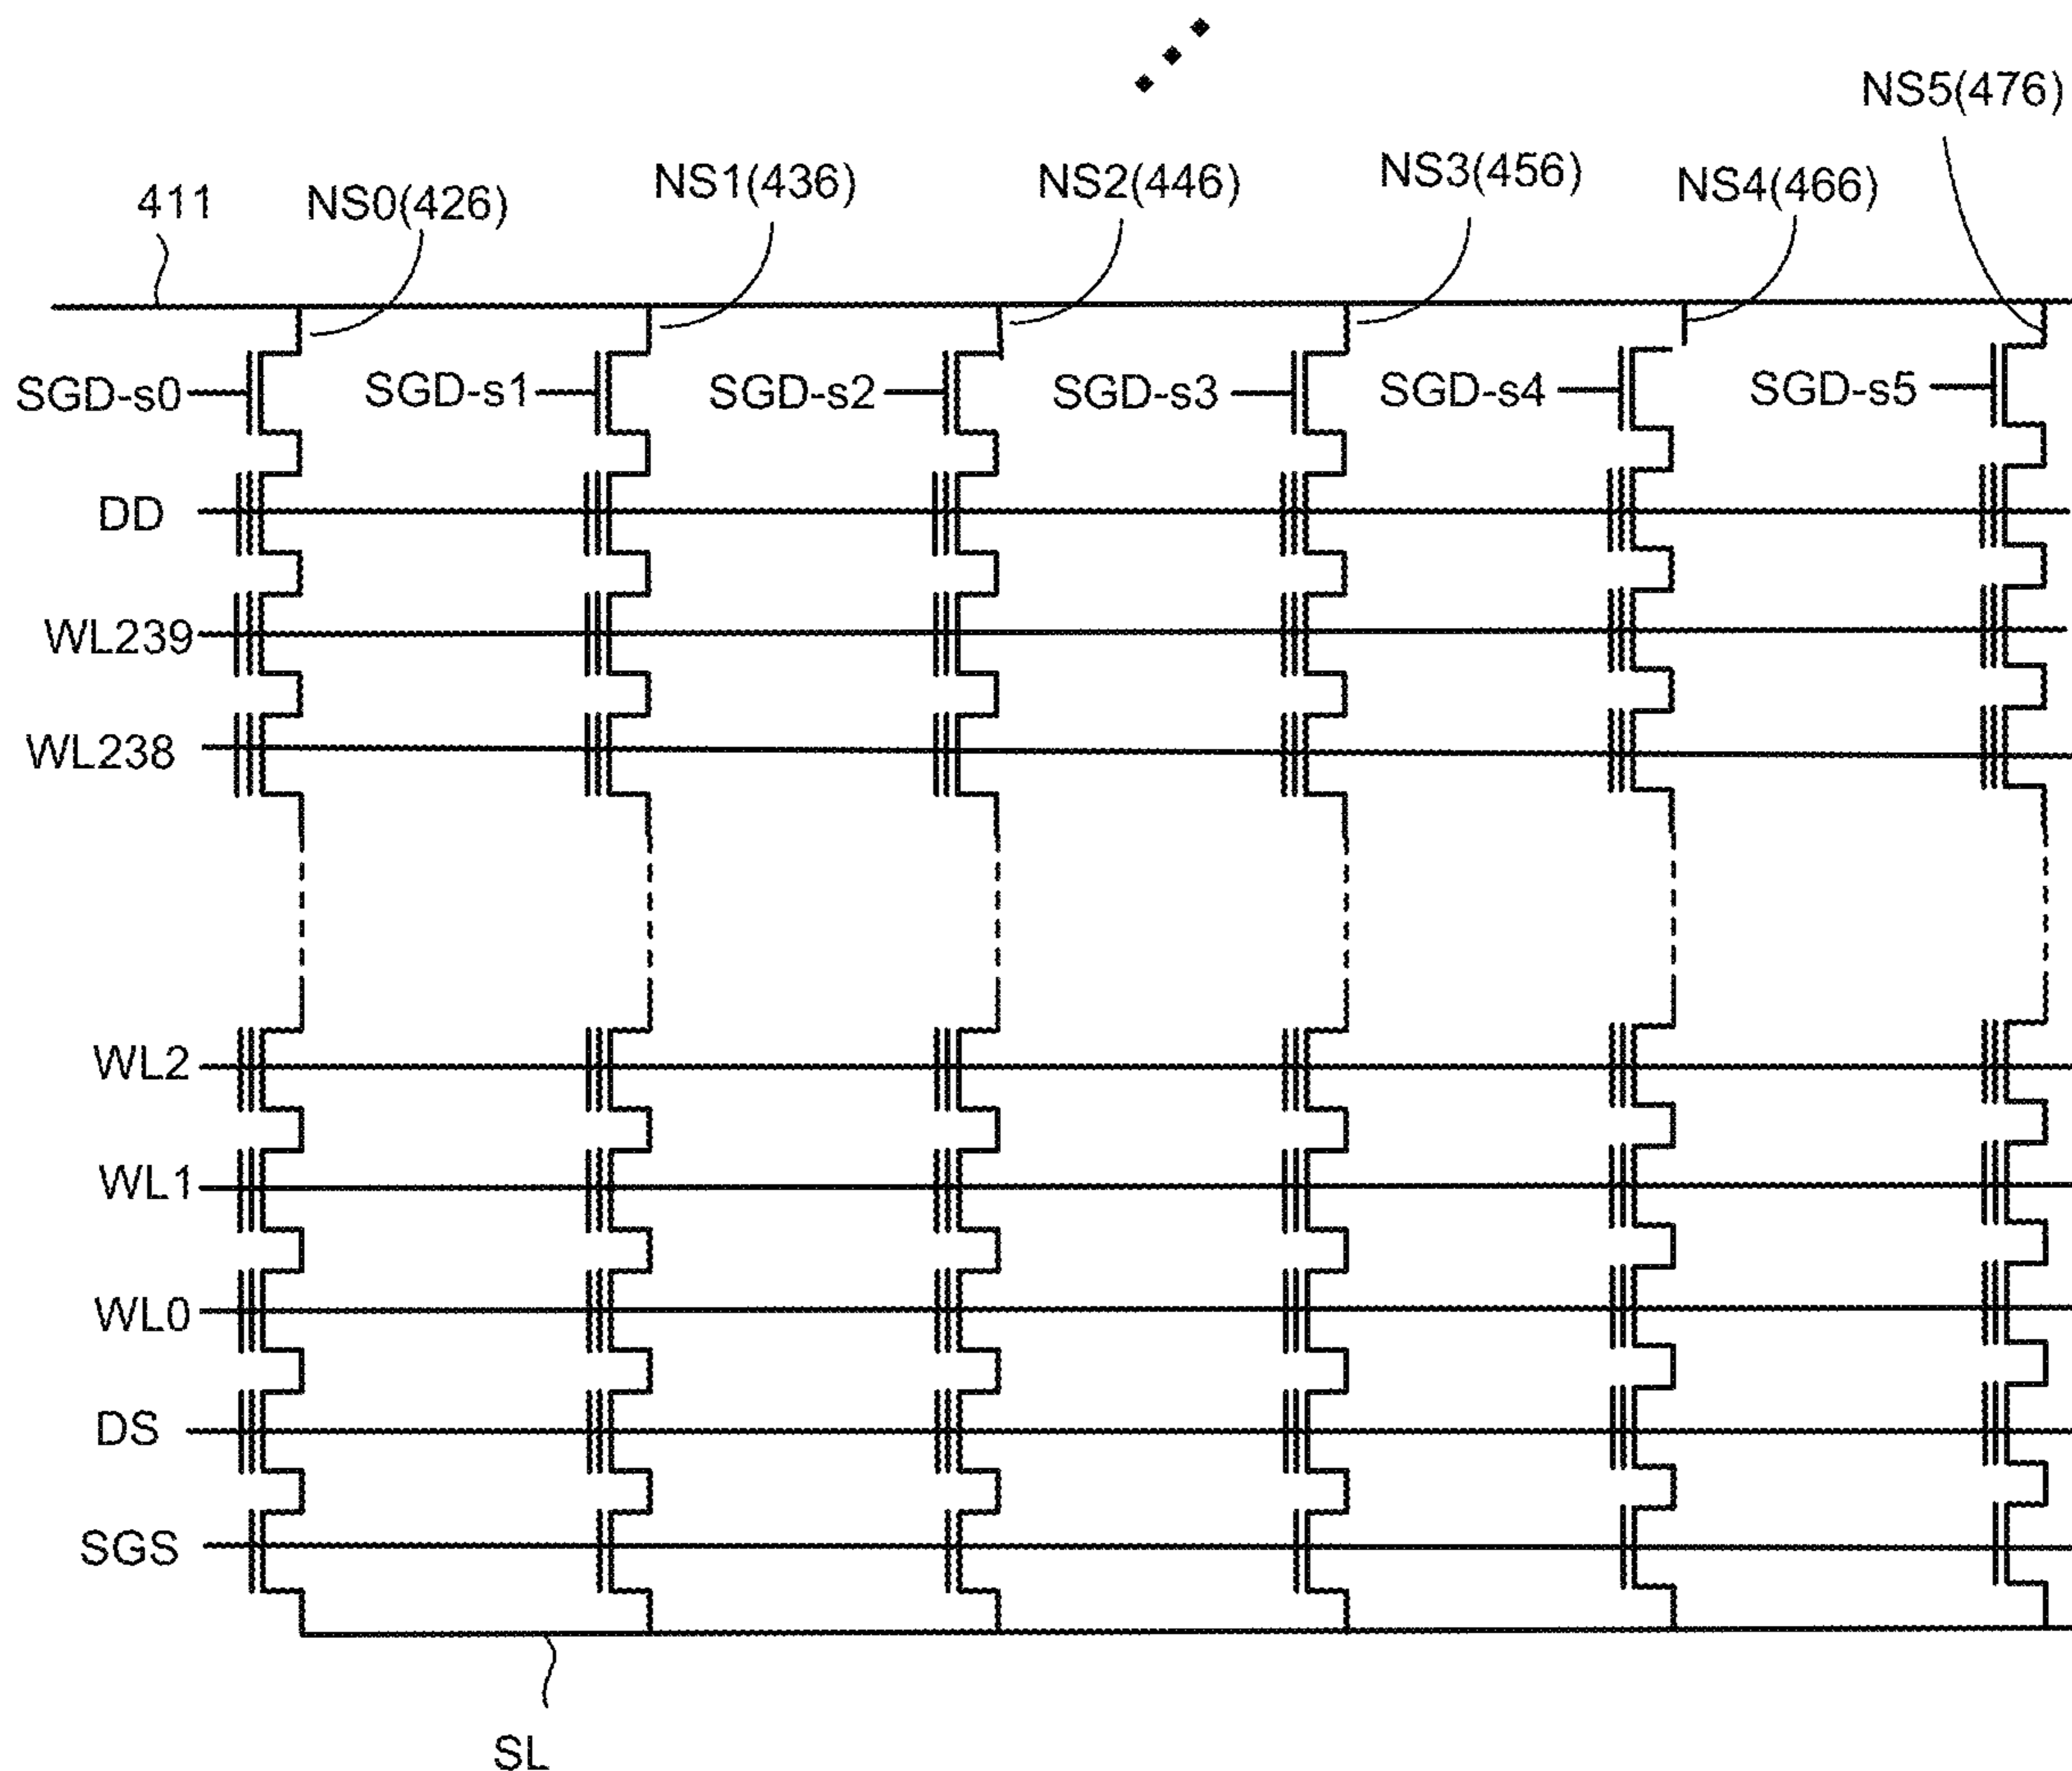 NS5(476)
NS3(456)
NS1(436)
NS2(446)
NS4(466)
411
NS0(426)
SGD-s0
SGD-s1
SGD-s2
SGD-s3
SGD-s4
SGD-s5
DD
WL239
WL238
WL2
WL1
WL0
DS
SGS
SL